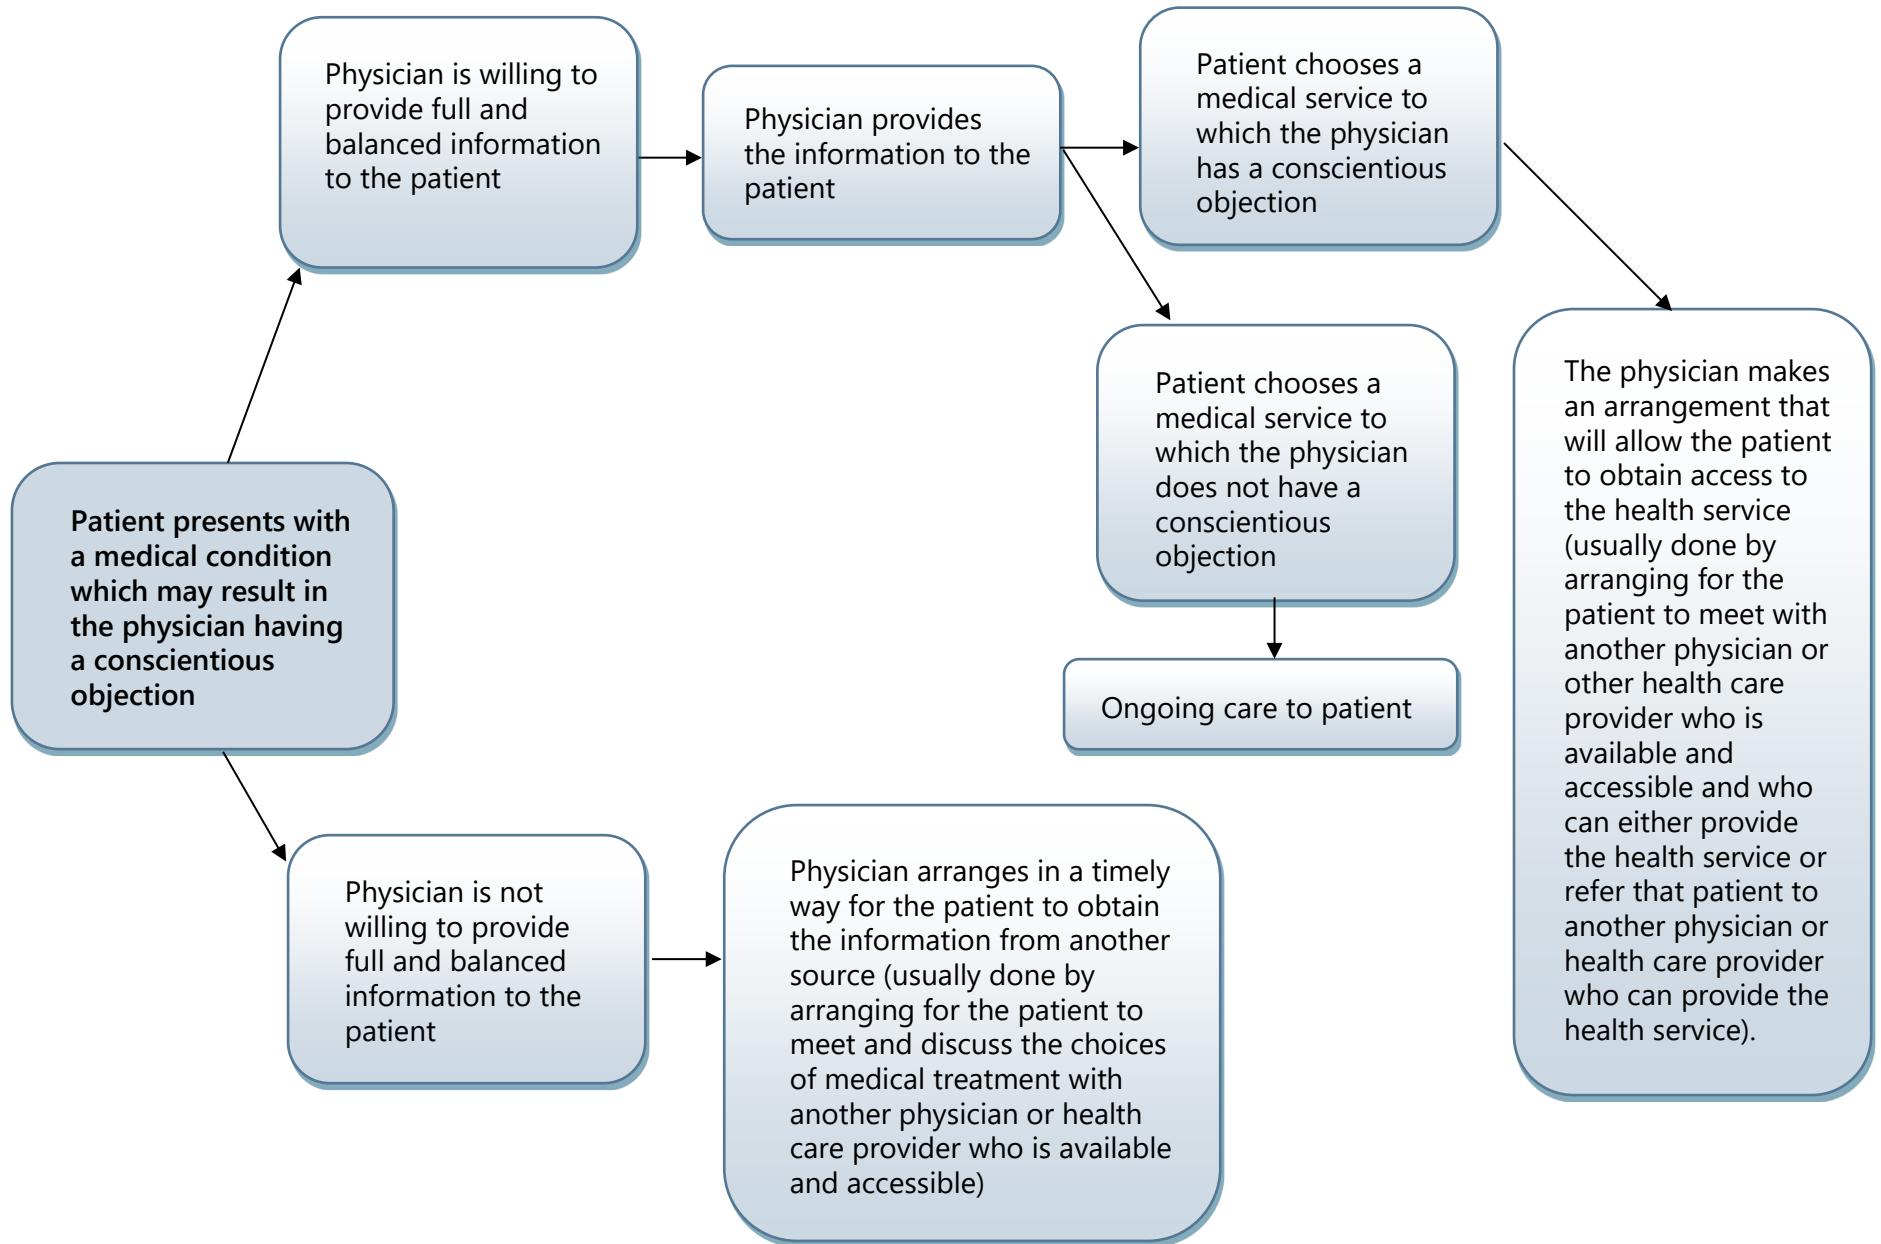 Physician is willing to
provide full and
balanced information
to the patient
Physician provides
the information to the
patient
Patient chooses a
medical service to
which the physician
has a conscientious
objection
Patient chooses a
medical service to
which the physician
does not have a
conscientious
objection
Ongoing care to patient
The physician makes
an arrangement that
will allow the patient
to obtain access to
the health service
(usually done by
arranging for the
patient to meet with
another physician or
other health care
provider who is
available and
accessible and who
can either provide
the health service or
refer that patient to
another physician or
health care provider
who can provide the
health service).
Patient presents with
a medical condition
which may result in
the physician having
a conscientious
objection
Physician is not
willing to provide
full and balanced
information to the
patient
Physician arranges in a timely
way for the patient to obtain
the information from another
source (usually done by
arranging for the patient to
meet and discuss the choices
of medical treatment with
another physician or health
care provider who is available
and accessible)